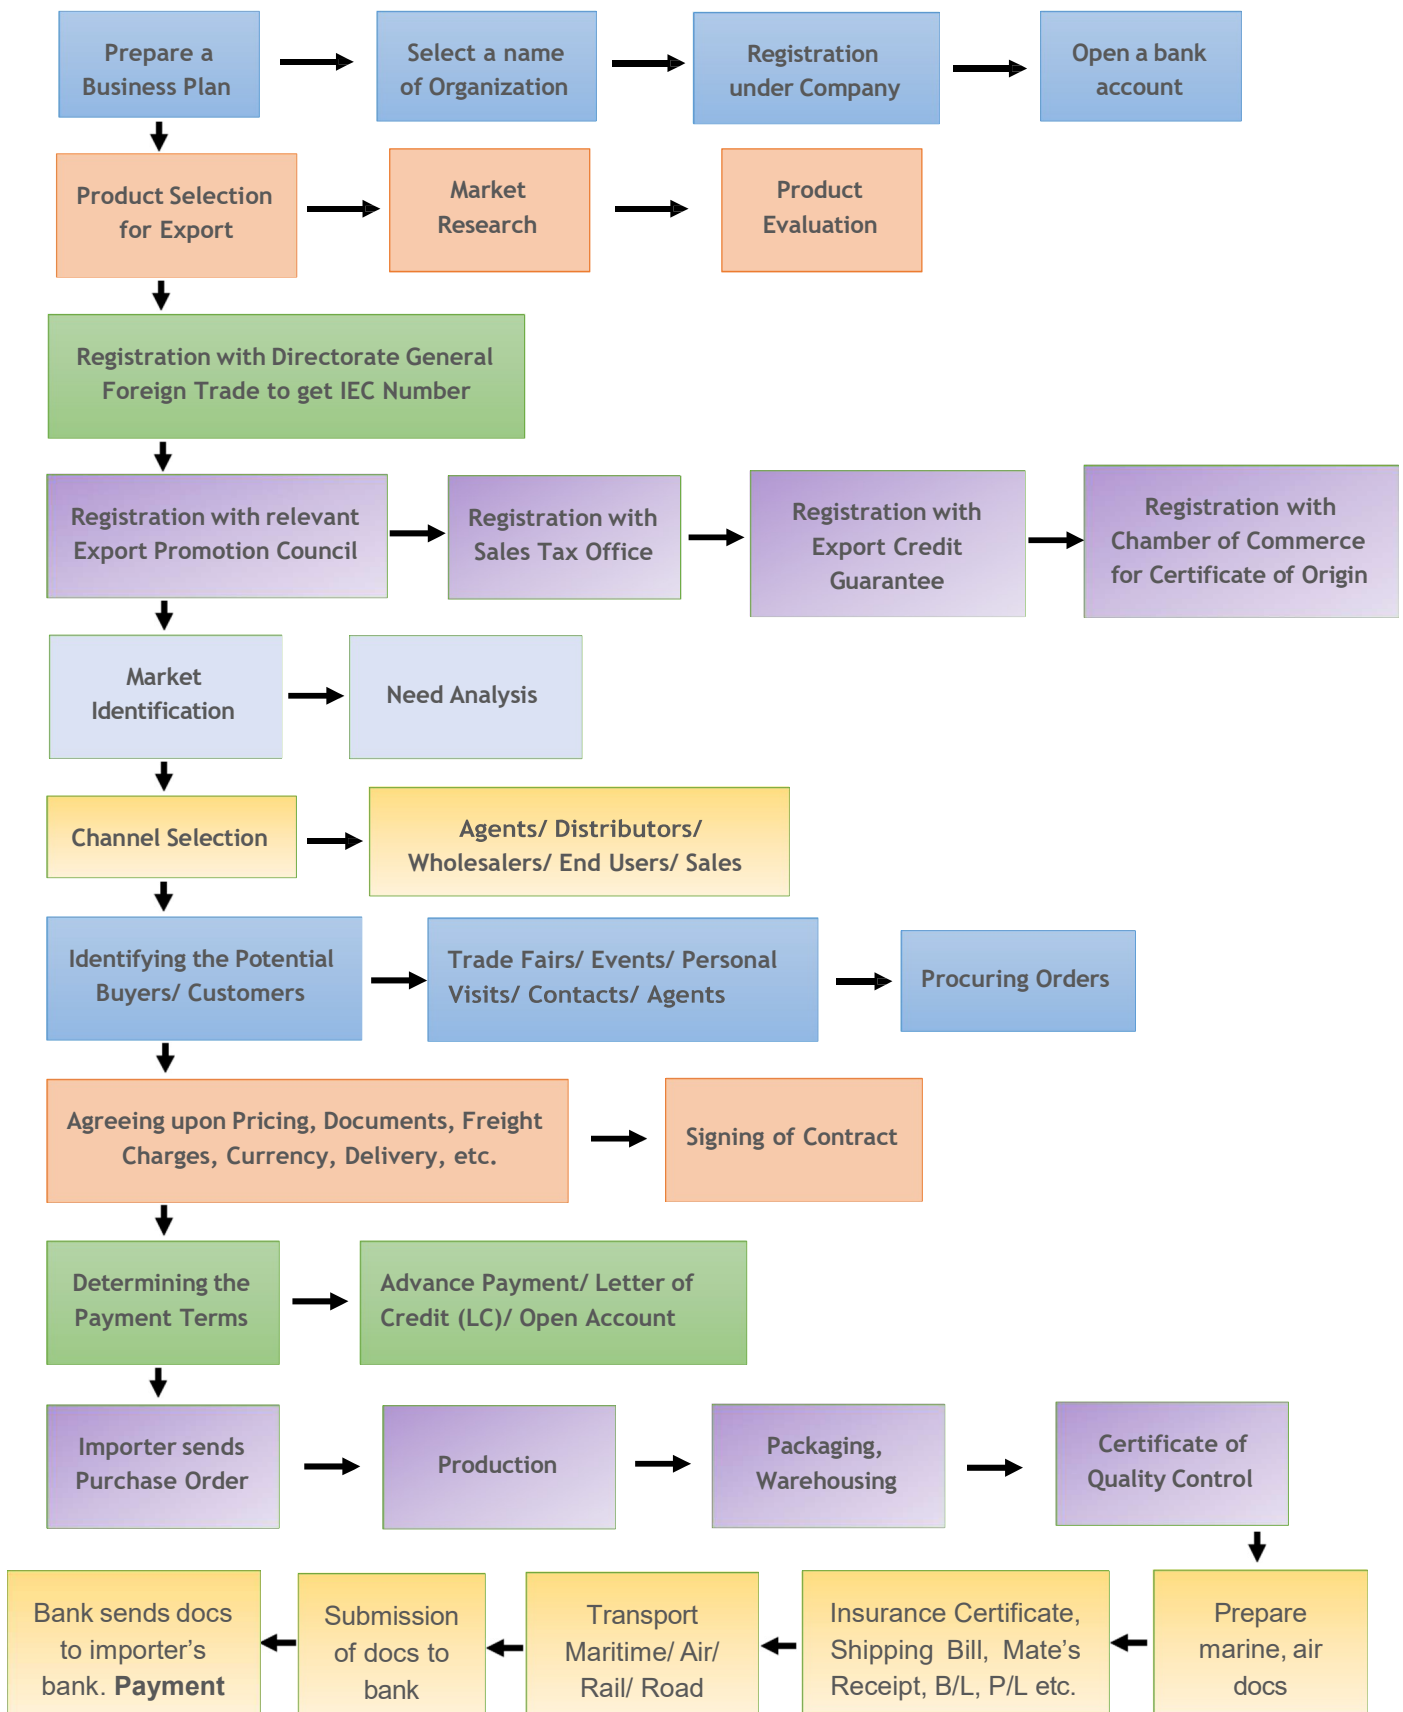 Prepare a
Business Plan
Select a name
of Organization
Registration
under Company
Open a bank
account
Product Selection
for Export
Market
Research
Product
Evaluation
Registration with Directorate General
Foreign Trade to get IEC Number
Registration with relevant
Export Promotion Council
Registration with
Sales Tax Office
Registration with
Export Credit
Guarantee
Registration with
Chamber of Commerce
for Certificate of Origin
Market
Identification
Need Analysis
Channel Selection
Agents/ Distributors/
Wholesalers/ End Users/ Sales
Identifying the Potential
Buyers/ Customers
Trade Fairs/ Events/ Personal
Visits/ Contacts/ Agents
Procuring Orders
Agreeing upon Pricing, Documents, Freight
Charges, Currency, Delivery, etc.
Signing of Contract
Determining the
Payment Terms
Advance Payment/ Letter of
Credit (LC)/ Open Account
Importer sends
Purchase Order
Production
Packaging,
Warehousing
Certificate of
Quality Control
Prepare
marine, air
docs
Insurance Certificate,
Shipping Bill, Mate's
Receipt, B/L, P/L etc.
Transport
Maritime/ Air/
Rail/ Road
Submission
of docs to
bank
Bank sends docs
to importer's
bank. Payment